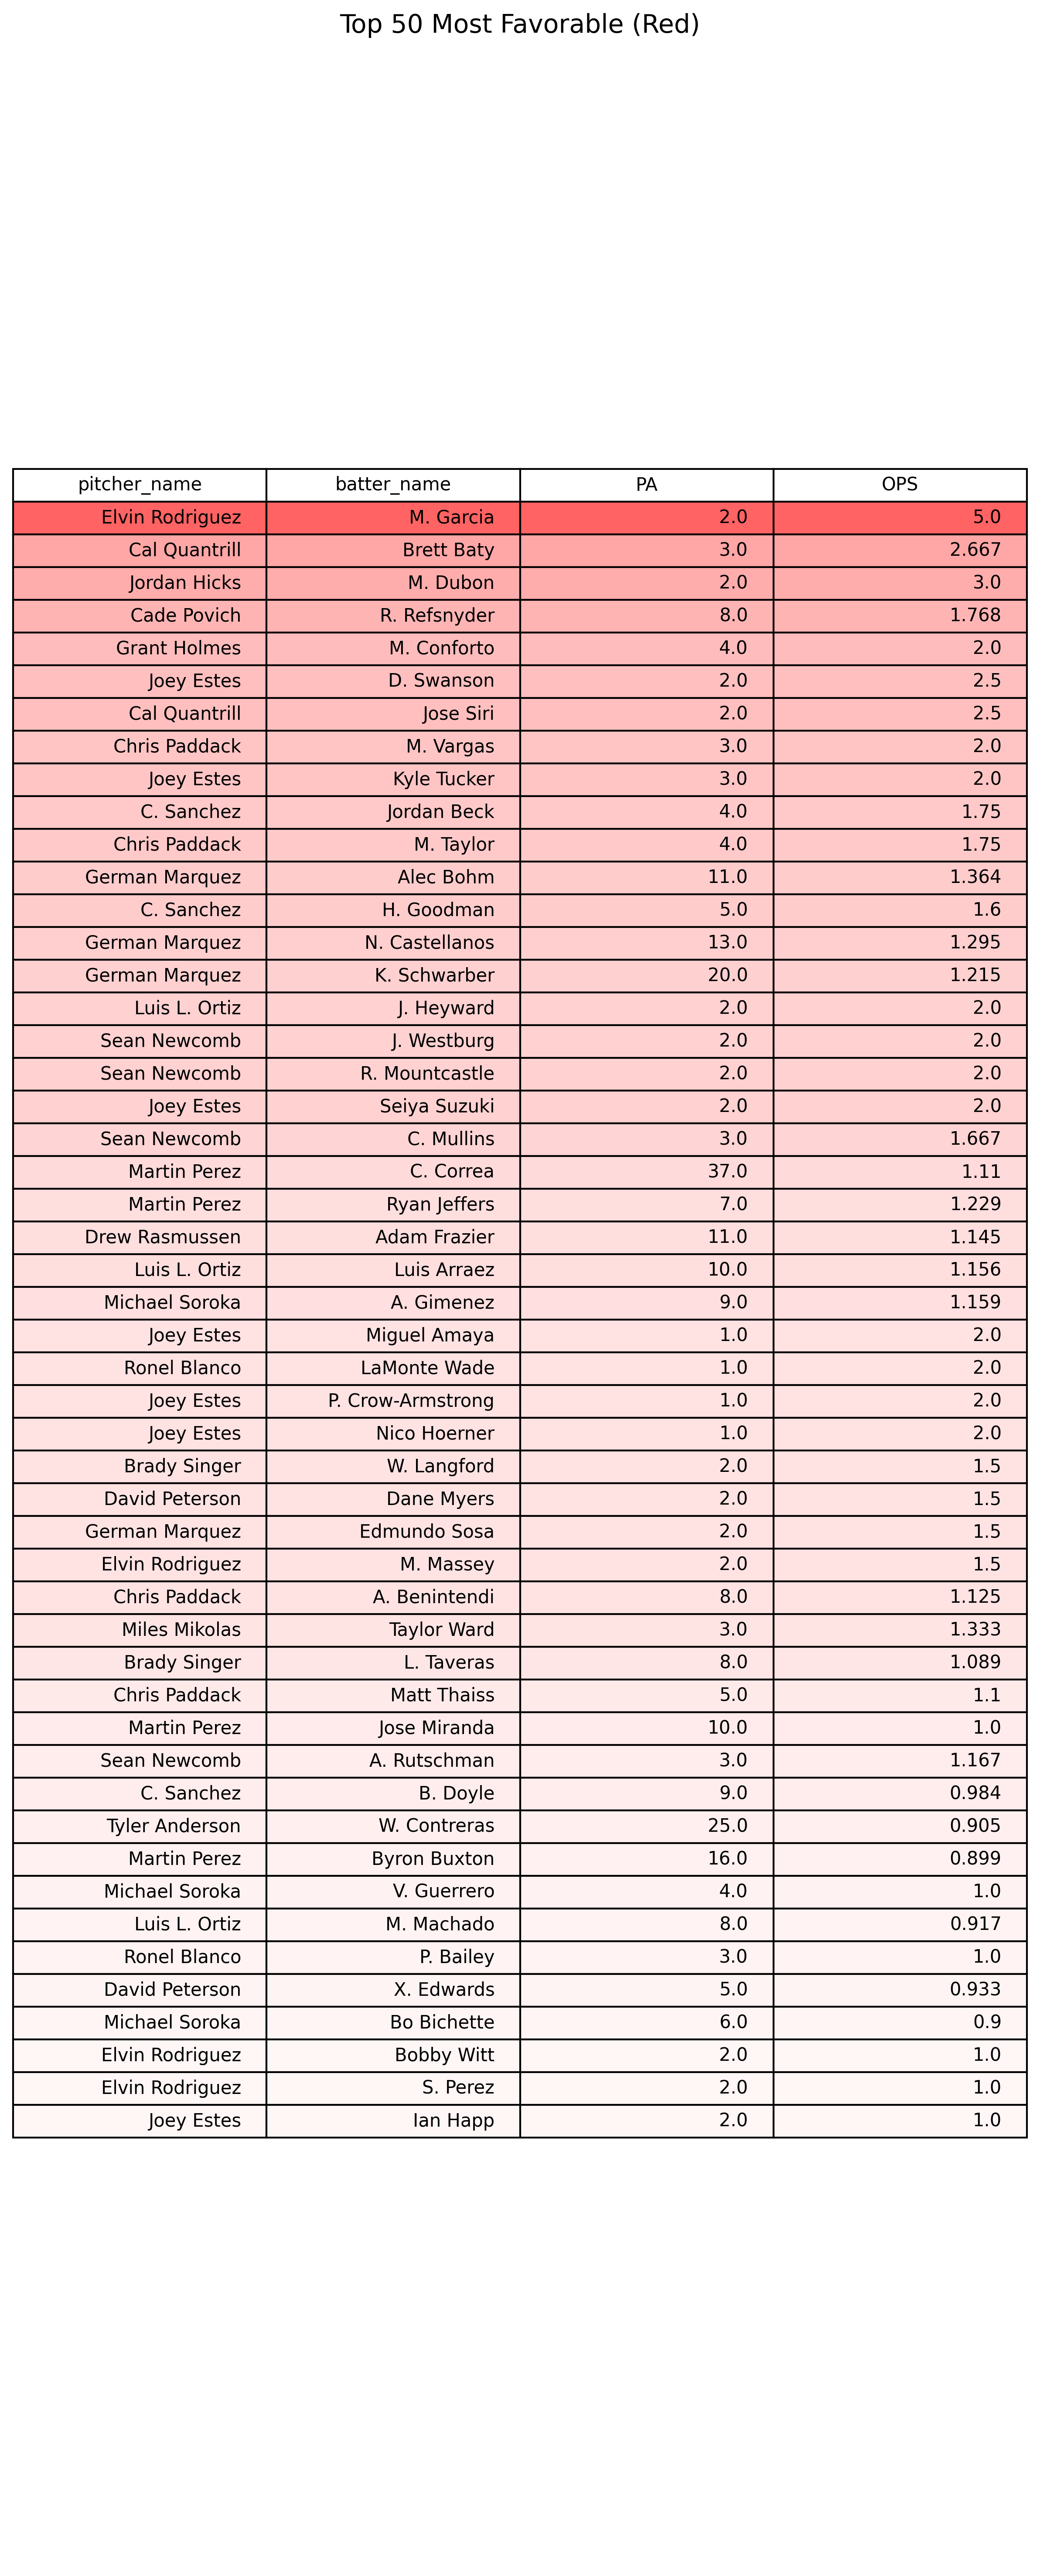 Top 50 Most Favorable (Red)
pitcher_name batter_name PA OPS
Elvin Rodriguez M. Garcia 2.0 5.0
Cal Quantrill Brett Baty 3.0 2.667
Jordan Hicks M. Dubon 2.0 3.0
Cade Povich R. Refsnyder 8.0 1.768
Grant Holmes M. Conforto 4.0 2.0
Joey Estes D. Swanson 2.0 2.5
Cal Quantrill Jose Siri 2.0 2.5
Chris Paddack M. Vargas 3.0 2.0
Joey Estes Kyle Tucker 3.0 2.0
C. Sanchez Jordan Beck 4.0 1.75
Chris Paddack M. Taylor 4.0 1.75
German Marquez Alec Bohm 11.0 1.364
C. Sanchez H. Goodman 5.0 1.6
German Marquez N. Castellanos 13.0 1.295
German Marquez K. Schwarber 20.0 1.215
Luis L. Ortiz J. Heyward 2.0 2.0
Sean Newcomb J. Westburg 2.0 2.0
Sean Newcomb R. Mountcastle 2.0 2.0
Joey Estes Seiya Suzuki 2.0 2.0
Sean Newcomb C. Mullins 3.0 1.667
Martin Perez C. Correa 37.0 1.11
Martin Perez Ryan Jeffers 7.0 1.229
Drew Rasmussen Adam Frazier 11.0 1.145
Luis L. Ortiz Luis Arraez 10.0 1.156
Michael Soroka A. Gimenez 9.0 1.159
Joey Estes Miguel Amaya 1.0 2.0
Ronel Blanco LaMonte Wade 1.0 2.0
Joey Estes P. Crow-Armstrong 1.0 2.0
Joey Estes Nico Hoerner 1.0 2.0
Brady Singer W. Langford 2.0 1.5
David Peterson Dane Myers 2.0 1.5
German Marquez Edmundo Sosa 2.0 1.5
Elvin Rodriguez M. Massey 2.0 1.5
Chris Paddack A. Benintendi 8.0 1.125
Miles Mikolas Taylor Ward 3.0 1.333
Brady Singer L. Taveras 8.0 1.089
Chris Paddack Matt Thaiss 5.0 1.1
Martin Perez Jose Miranda 10.0 1.0
Sean Newcomb A. Rutschman 3.0 1.167
C. Sanchez B. Doyle 9.0 0.984
Tyler Anderson W. Contreras 25.0 0.905
Martin Perez Byron Buxton 16.0 0.899
Michael Soroka V. Guerrero 4.0 1.0
Luis L. Ortiz M. Machado 8.0 0.917
Ronel Blanco P. Bailey 3.0 1.0
David Peterson X. Edwards 5.0 0.933
Michael Soroka Bo Bichette 6.0 0.9
Elvin Rodriguez Bobby Witt 2.0 1.0
Elvin Rodriguez S. Perez 2.0 1.0
Joey Estes Ian Happ 2.0 1.0